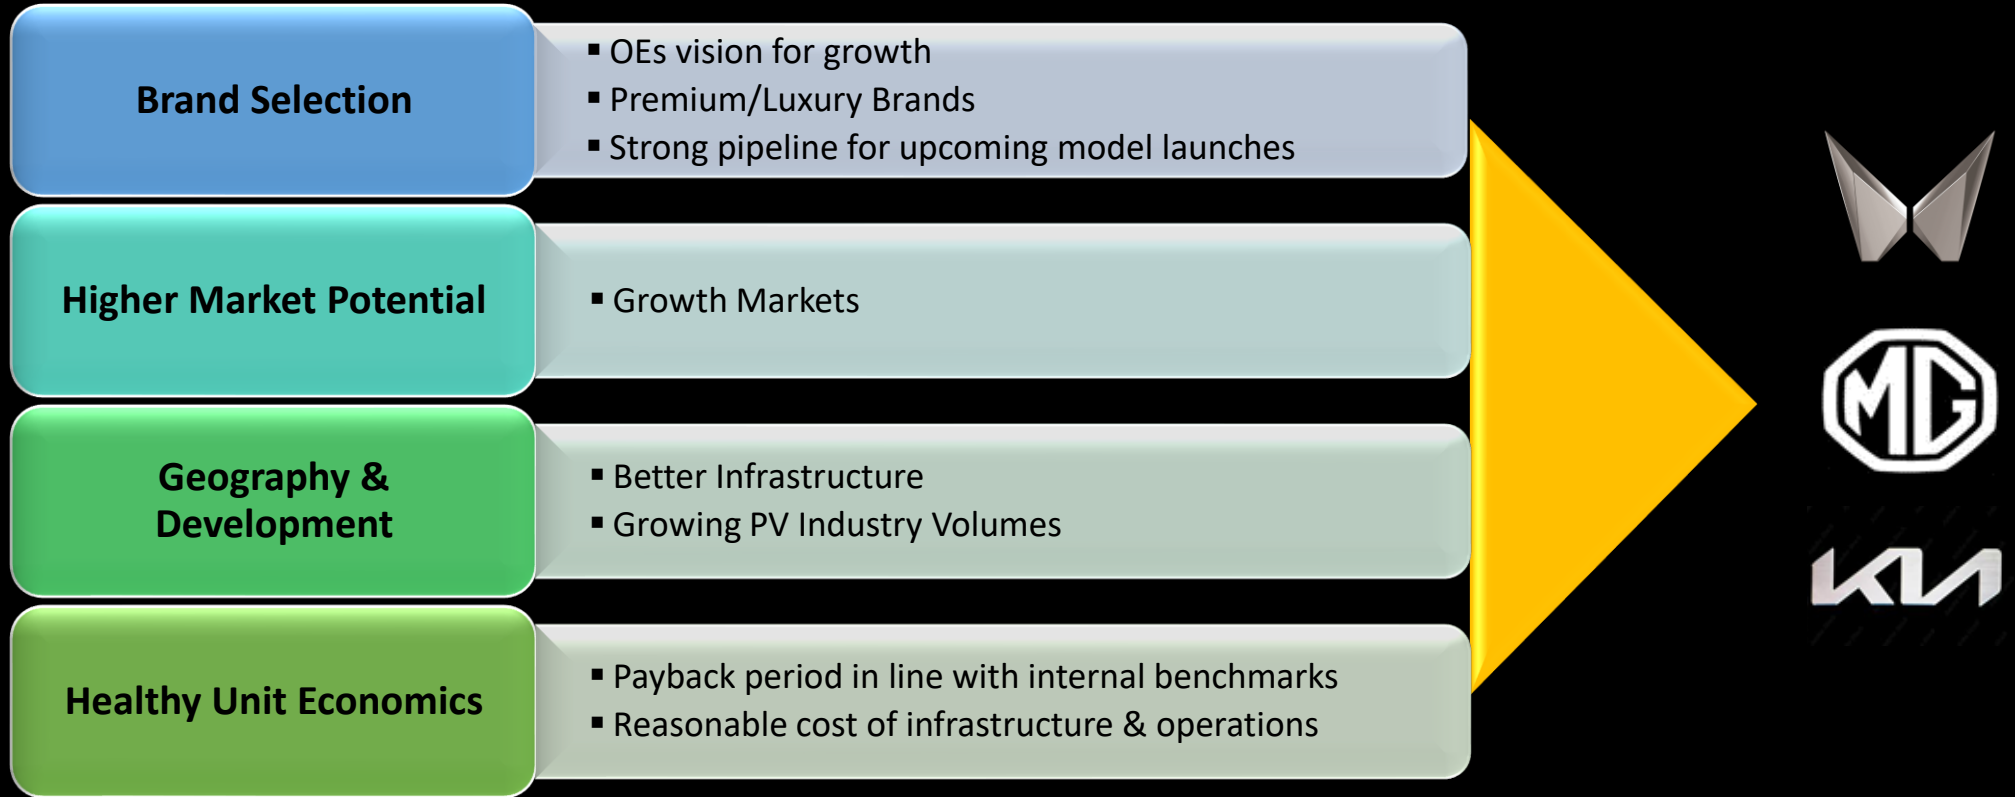 Brand Selection
▪ OEs vision for growth
▪ Premium/Luxury Brands
▪ Strong pipeline for upcoming model launches
Higher Market Potential
▪ Growth Markets
Geography &
Development
▪ Better Infrastructure
▪ Growing PV Industry Volumes
Healthy Unit Economics
▪ Payback period in line with internal benchmarks
▪ Reasonable cost of infrastructure & operations
MG
KIA